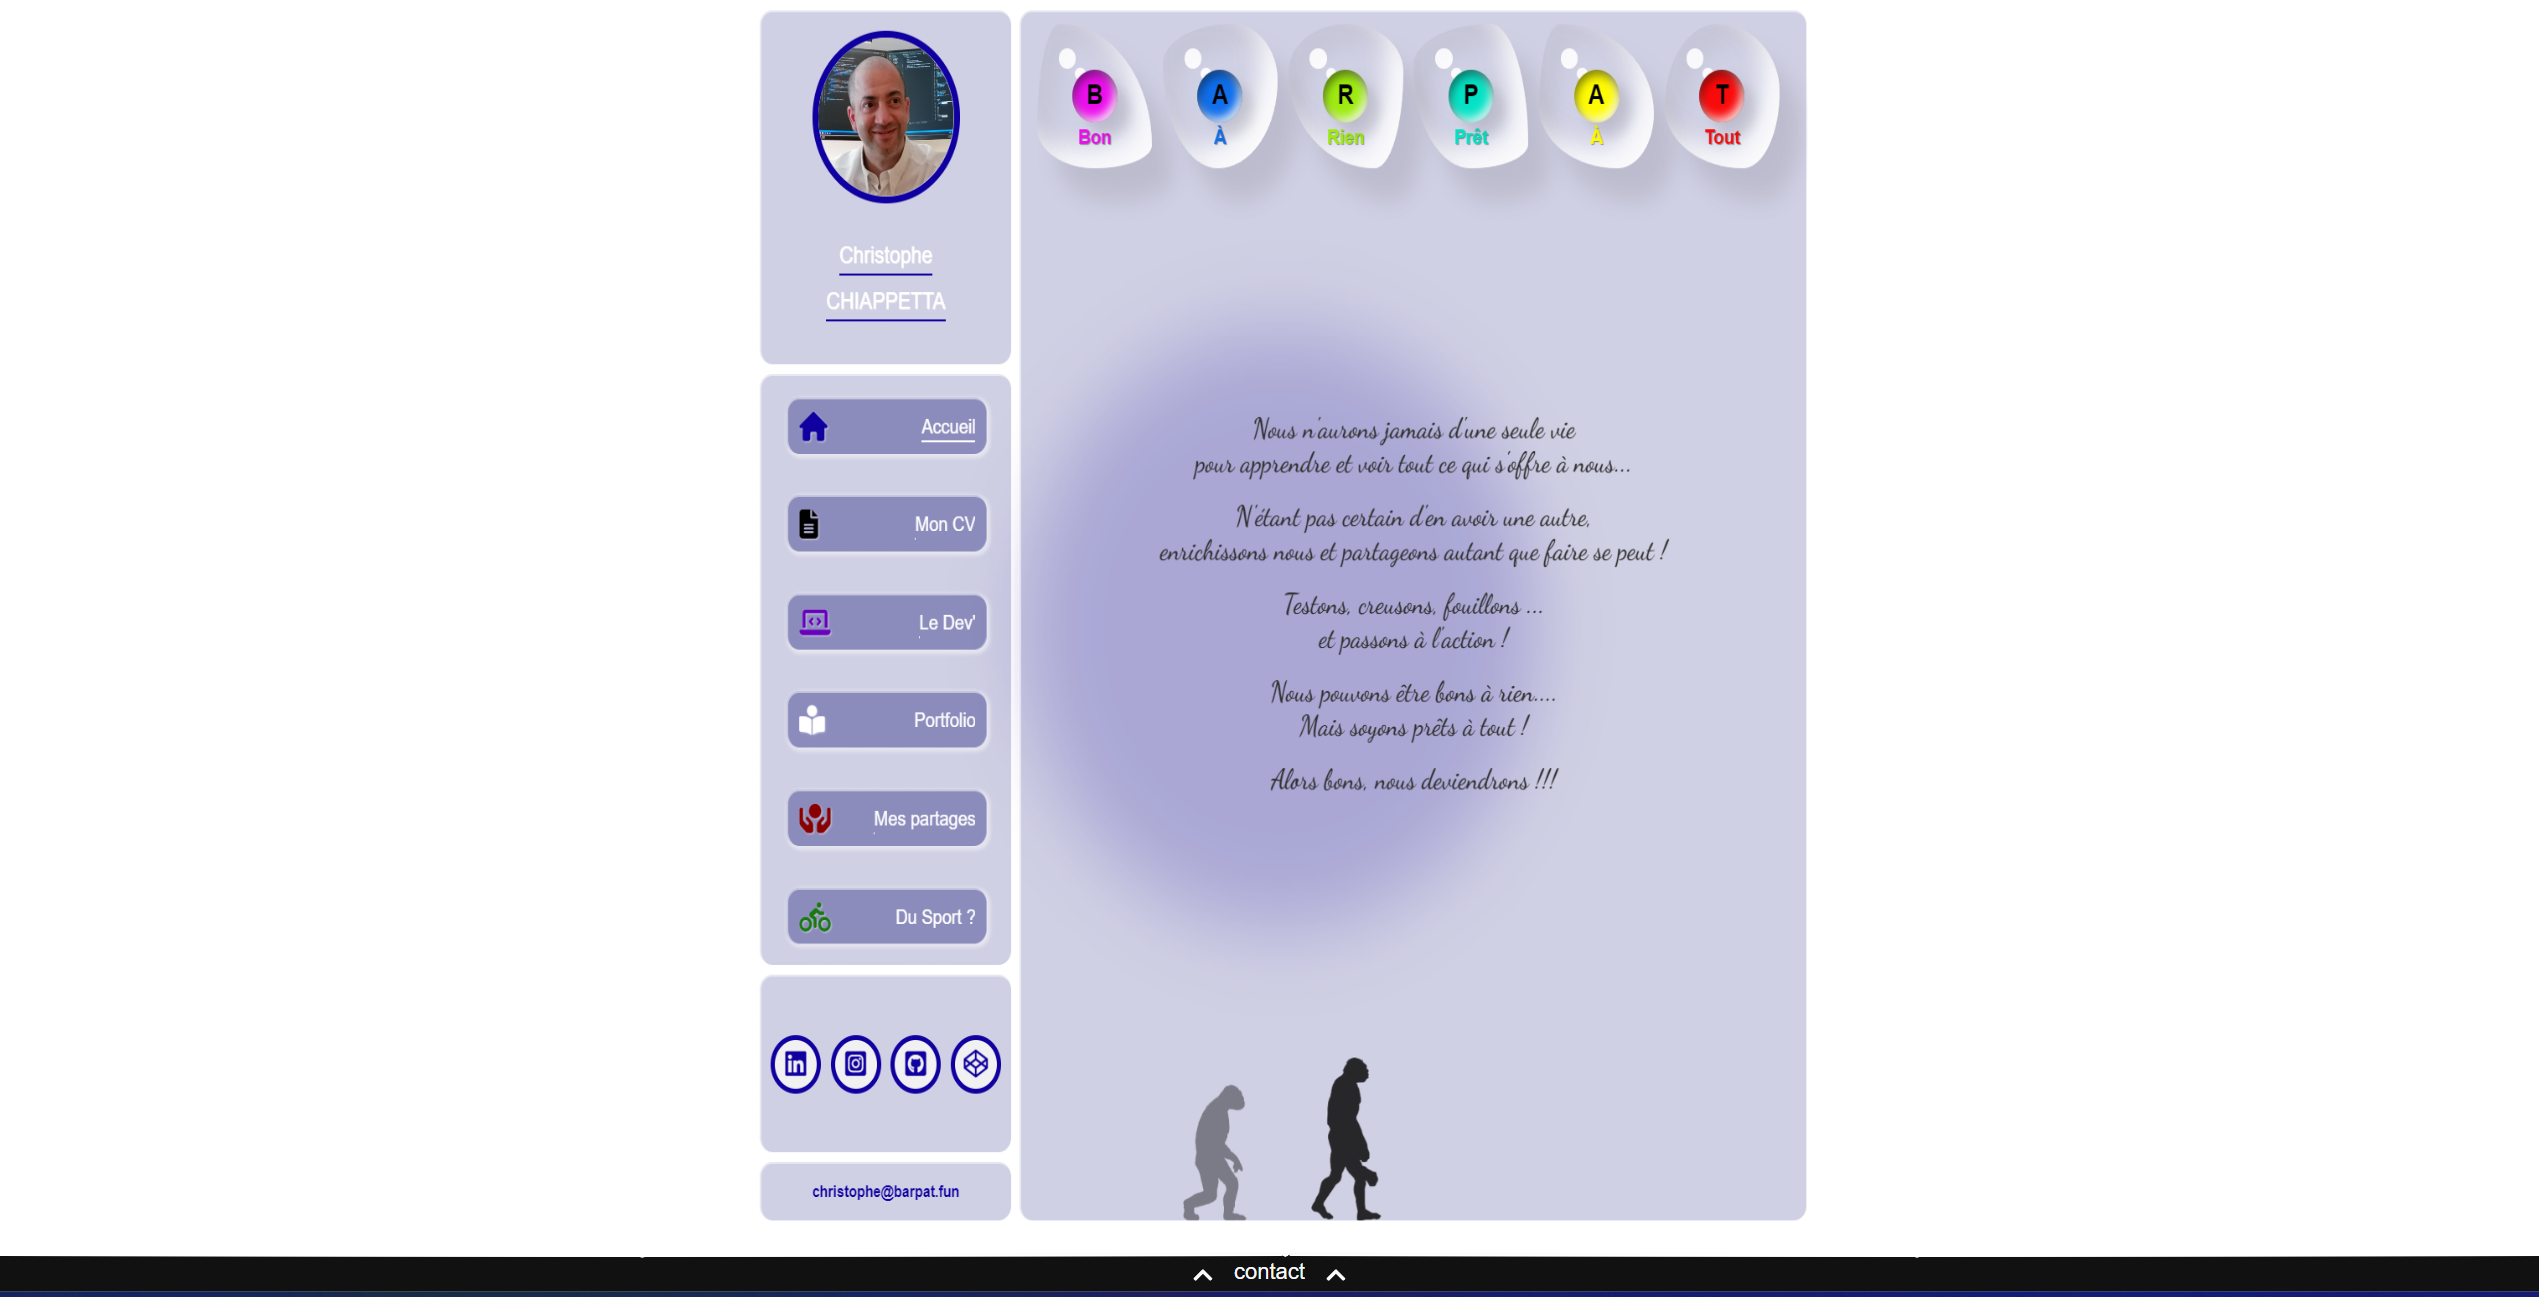 Christophe
CHIAPPETTA
Accueil
Mon CV
Le Dev'
Portfolio
Mes partages
Du Sport ?
christophe@barpat.fun
B A R P A T
Bon À Rien Prêt À Tout
Nous n'aurons jamais d'une seule vie
pour apprendre et voir tout ce qui s'offre à nous...
N'étant pas certain d'en avoir une autre,
enrichissons nous et partageons autant que faire se peut !
Testons, creusons, fouillons ...
et passons à l'action !
Nous pouvons être bons à rien....
Mais soyons prêts à tout !
Alors bons, nous deviendrons !!!
contact